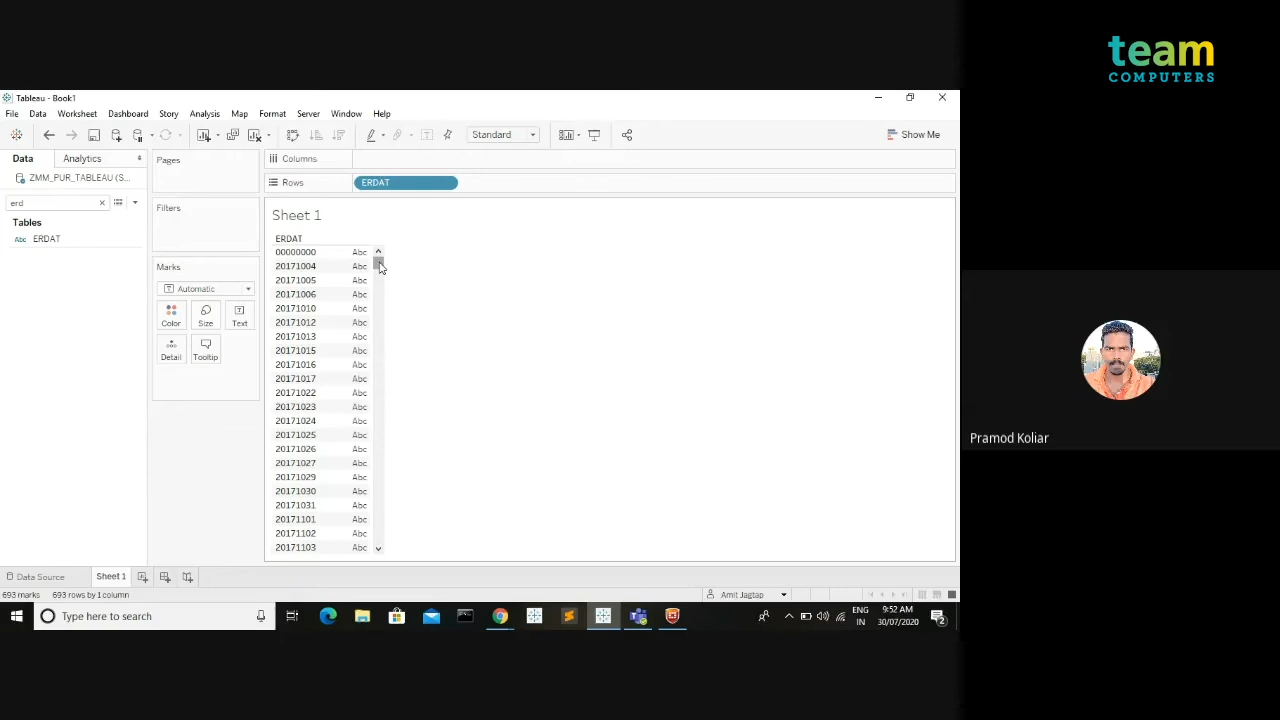 team
COMPUTERS
Tableau - Book1
File Data Worksheet Dashboard Story Analysis Map Format Server Window Help
Standard
Show Me
Data Analytics
Pages
Columns
ZMM_PUR_TABLEAU (S...
Rows ERDAT
erd
Filters
Tables
Abc ERDAT
Sheet 1
ERDAT
00000000 Abc
20171004 Abc
20171005 Abc
20171006 Abc
20171010 Abc
20171012 Abc
20171013 Abc
20171015 Abc
20171016 Abc
20171017 Abc
20171022 Abc
20171023 Abc
20171024 Abc
20171025 Abc
20171026 Abc
20171027 Abc
20171029 Abc
20171030 Abc
20171031 Abc
20171101 Abc
20171102 Abc
20171103 Abc
Marks
Automatic
Color Size Text
Detail Tooltip
Pramod Koliar
Data Source Sheet 1
693 marks 693 rows by 1 column
Amit Jagtap
Type here to search
ENG
IN
9:52 AM
30/07/2020
2